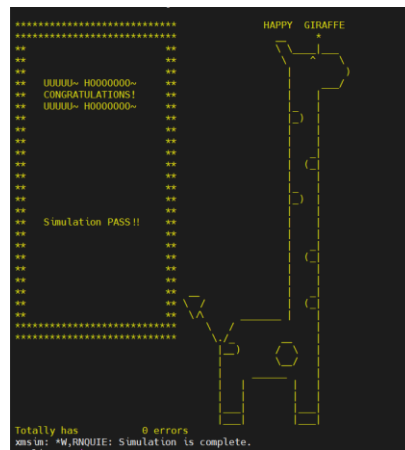 HAPPY GIRAFFE
UUUUU~ HOOOOOOO~
CONGRATULATIONS!
UUUUU~ HOOOOOOO~
Simulation PASS!!
Totally has 0 errors
xmsim: *W,RNQUIE: Simulation is complete.